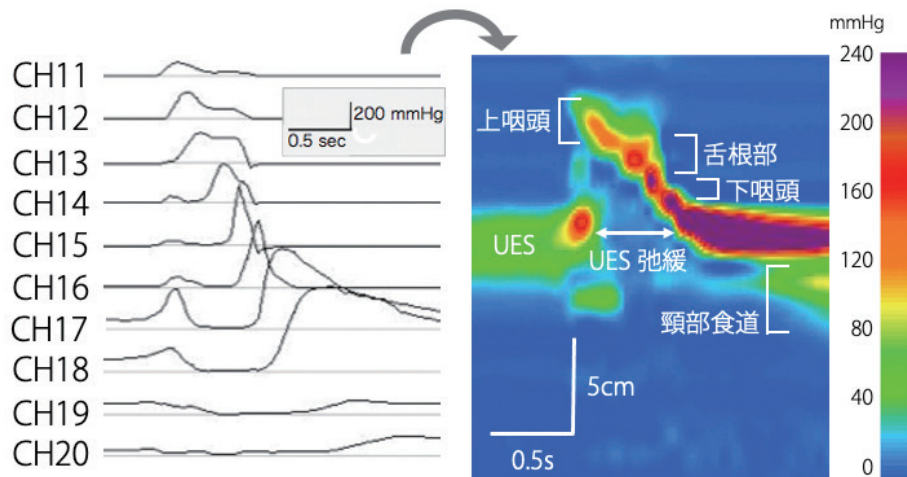 CH11
CH12
CH13
CH14
CH15
CH16
CH17
CH18
CH19
CH20
200 mmHg
0.5 sec
C
mmHg
240
200
160
120
80
40
0
上咽頭
舌根部
下咽頭
UES
UES 弛緩
頸部食道
5cm
0.5s